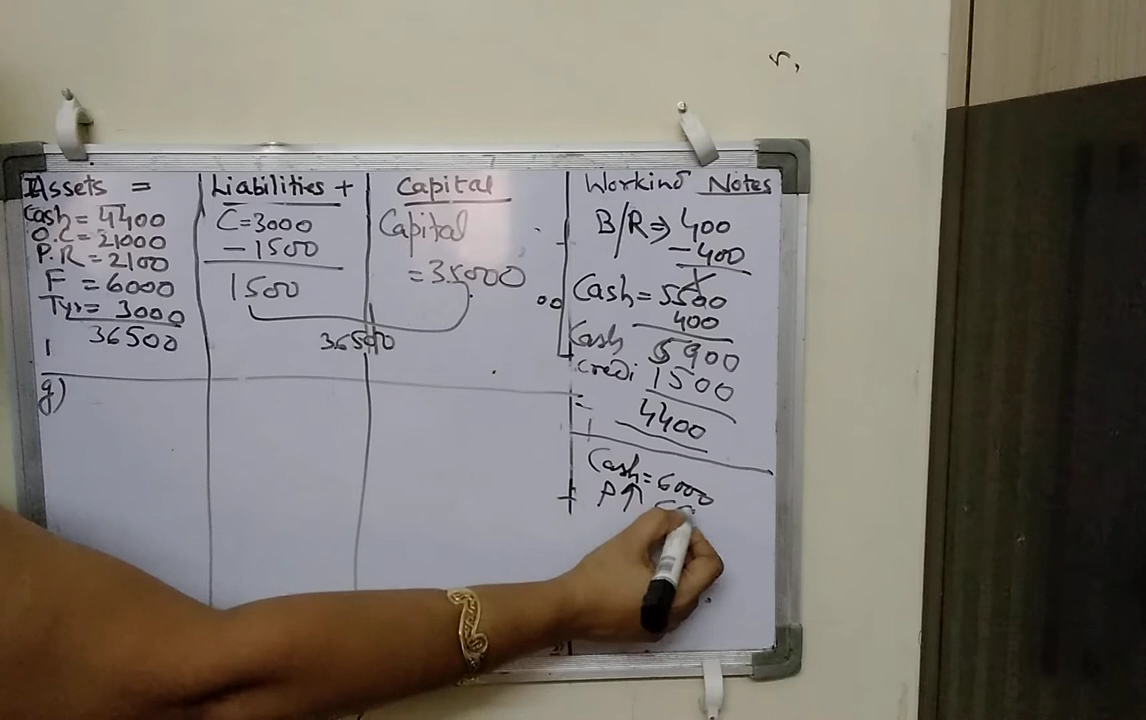 Assets =
Cash = 4400
O.C = 21000
P.R = 2100
F = 6000
Tyr = 3000
36500
g)
Liabilities +
C = 3000
- 1500
1500
Capital
Capital
= 35000
36500
Working Notes
B/R ⇒ 400
- 400
Cash = 5500
400
Cash 5900
Credi 1500
4400
Cash = 6000
P↑